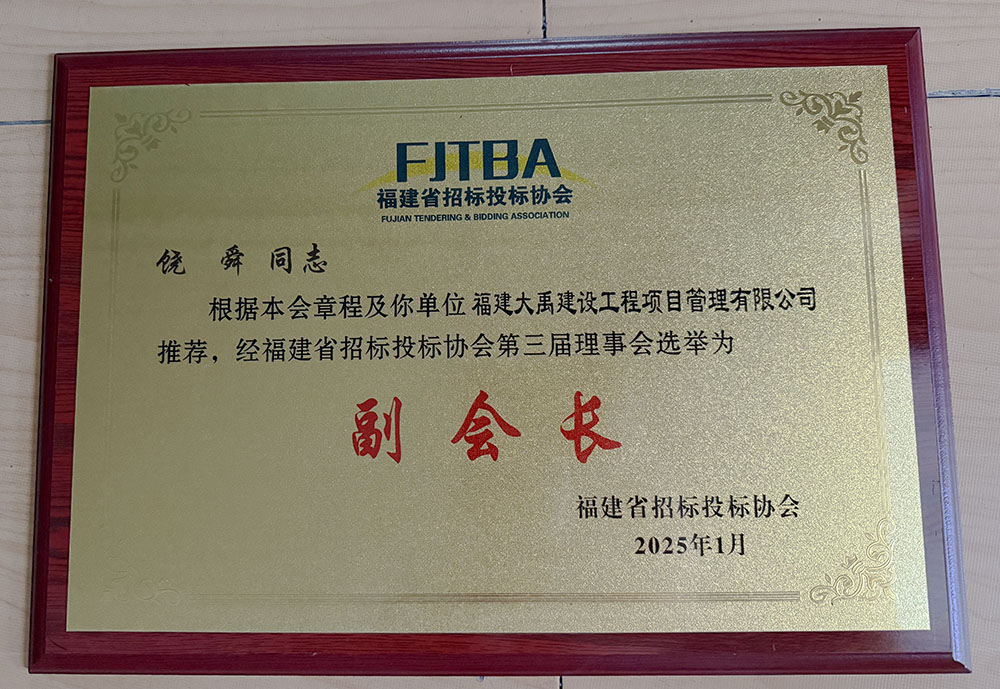 FJTBA
福建省招标投标协会
FUJIAN TENDERING & BIDDING ASSOCIATION
饶 舜 同志
根据本会章程及你单位 福建大禹建设工程项目管理有限公司
推荐，经福建省招标投标协会第三届理事会选举为
副 会 长
福建省招标投标协会
2025年1月